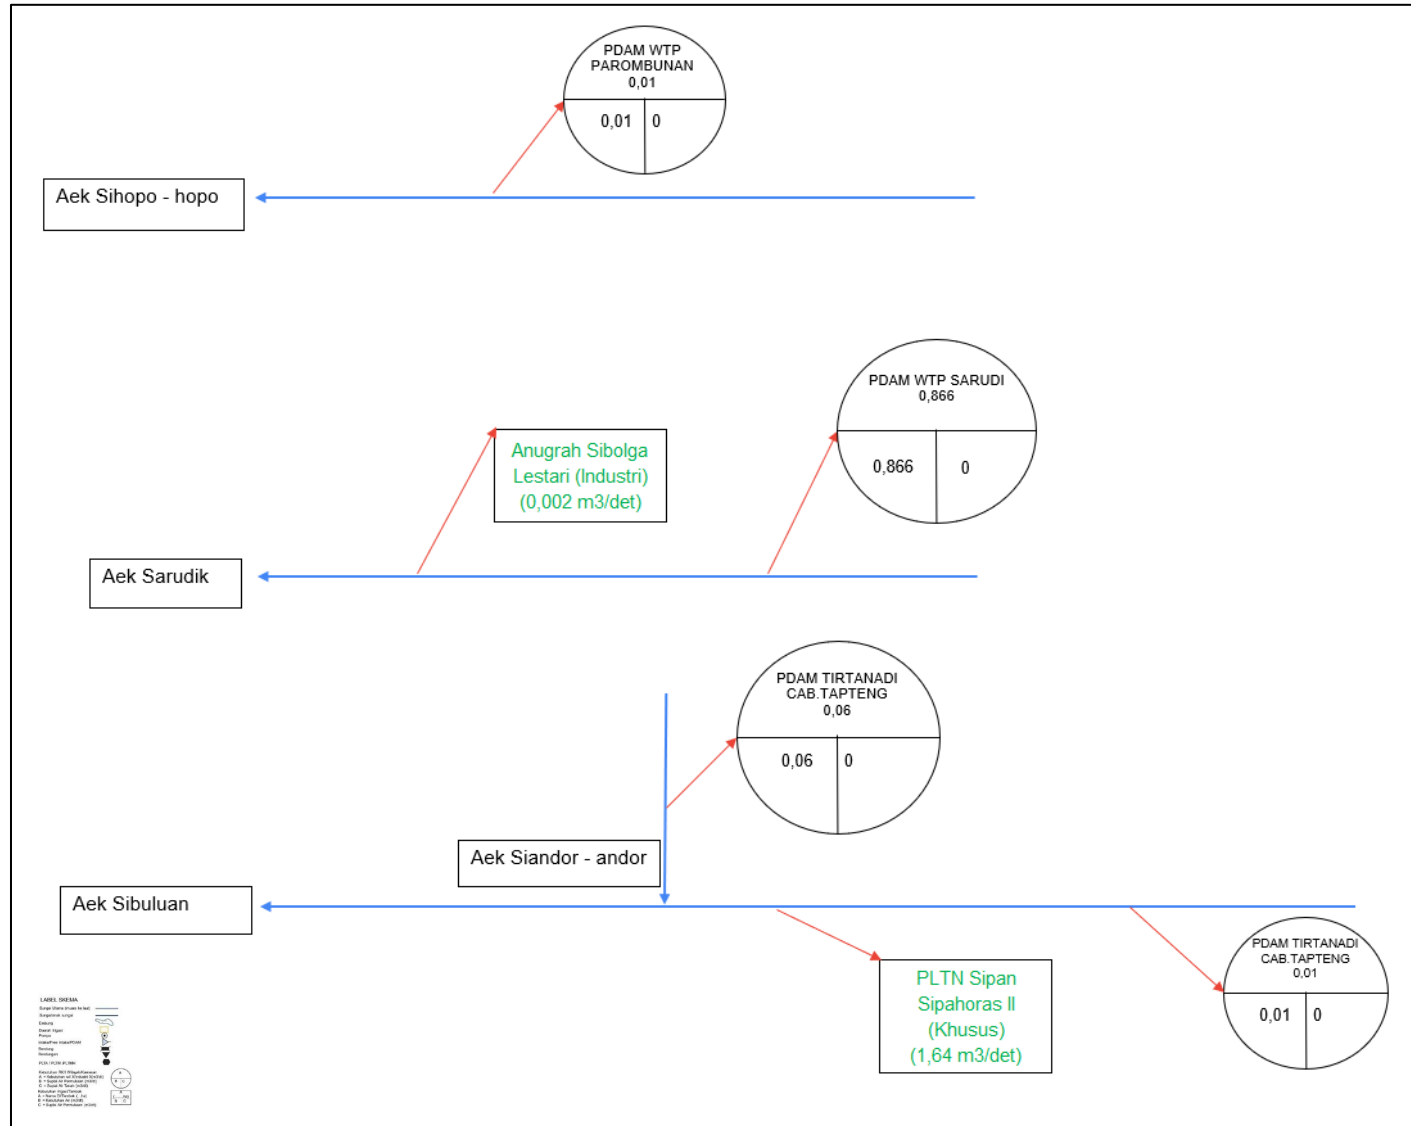 PDAM WTP
PAROMBUNAN
0,01
0,01 0
Aek Sihopo - hopo
PDAM WTP SARUDI
0,866
0,866 0
Anugrah Sibolga
Lestari (Industri)
(0,002 m3/det)
Aek Sarudik
PDAM TIRTANADI
CAB.TAPTENG
0,06
0,06 0
Aek Siandor - andor
Aek Sibuluan
PDAM TIRTANADI
CAB.TAPTENG
0,01
0,01 0
PLTN Sipan
Sipahoras II
(Khusus)
(1,64 m3/det)
LABEL SKEMA